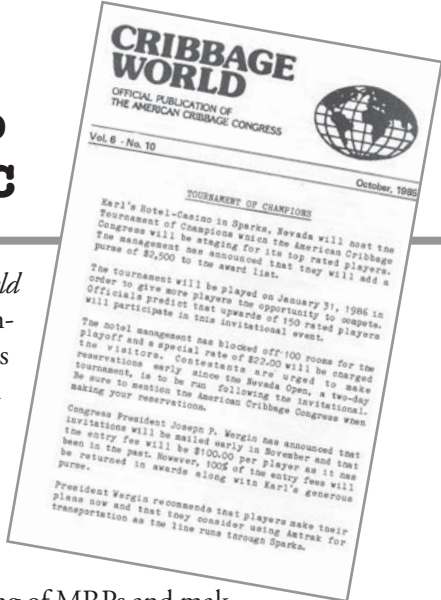 CRIBBAGE
WORLD
OFFICIAL PUBLICATION OF
THE AMERICAN CRIBBAGE CONGRESS
Vol. 6 - No. 10
October, 1985
TOURNAMENT OF CHAMPIONS
Karl's Hotel-Casino in Sparks, Nevada will host the
Tournament of Champions which the American Cribbage
Congress will be staging for its top rated players.
The management has announced that they will add a
purse of $2,500 to the award list.
The tournament will be played on January 31, 1986 in
order to give more players the opportunity to compete.
Officials predict that upwards of 150 rated players
will participate in this invitational event.
The hotel management has blocked off 100 rooms for the
playoff and a special rate of $22.00 will be charged
the visitors. Contestants are urged to make
reservations early since the Nevada Open, a two-day
tournament, is to be run following the invitational.
Be sure to mention the American Cribbage Congress when
making your reservations.
Congress President Joseph P. Wergin has announced that
invitations will be mailed early in November and that
the entry fee will be $100.00 per player as it has
been in the past. However, 100% of the entry fees will
be returned in awards along with Karl's generous
purse.
President Wergin recommends that players make their
plans now and that they consider using Amtrak for
transportation as the line runs through Sparks.
ld
n-
s
ng of MRPs and mak-